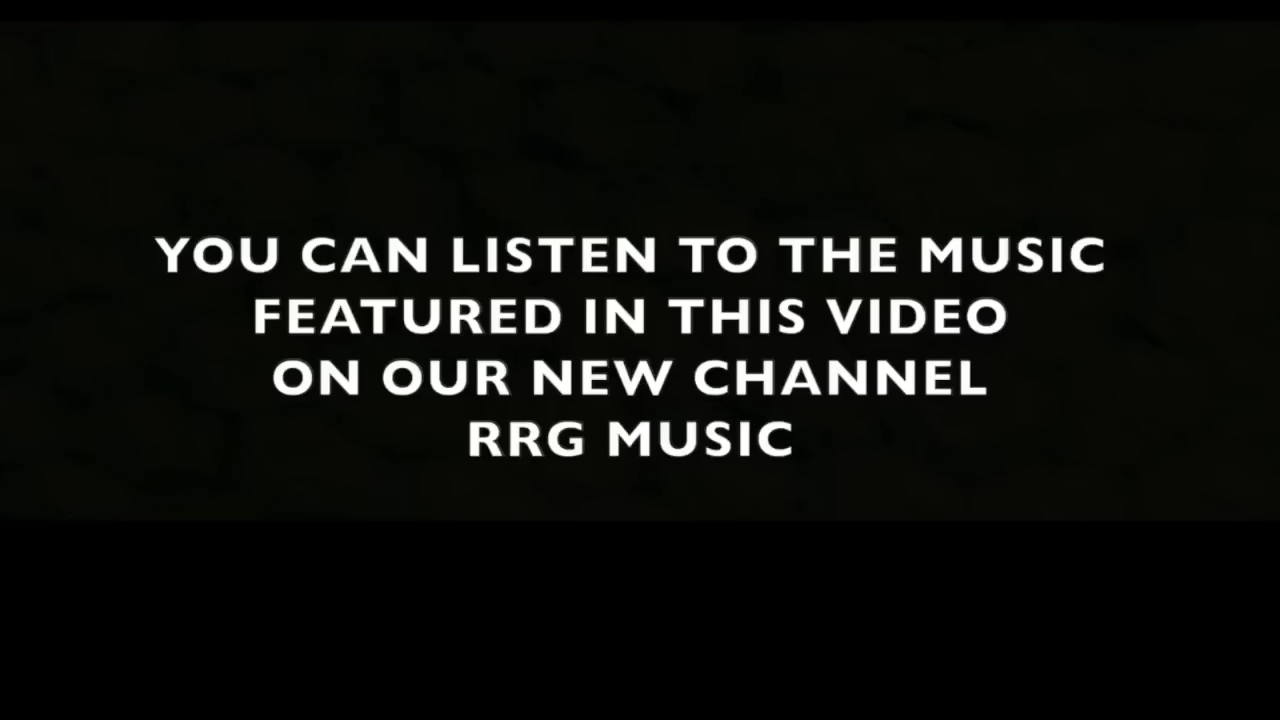 YOU CAN LISTEN TO THE MUSIC
FEATURED IN THIS VIDEO
ON OUR NEW CHANNEL
RRG MUSIC